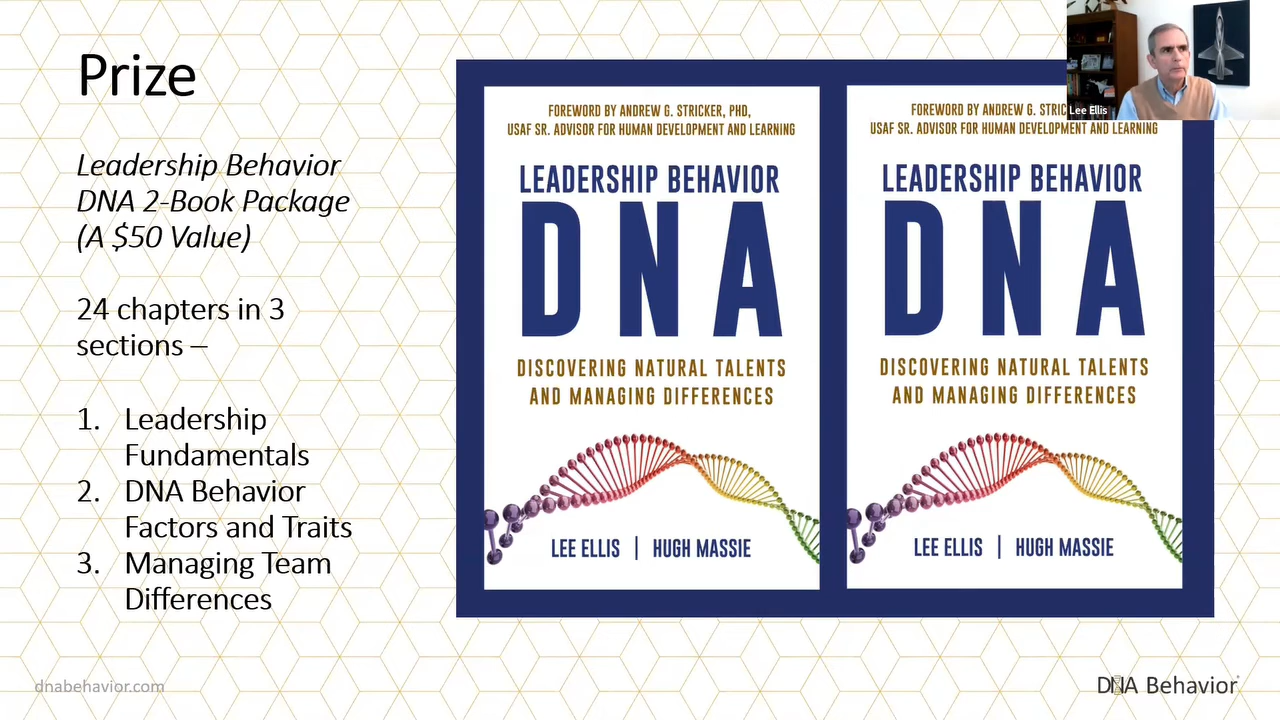 Prize
Leadership Behavior
DNA 2-Book Package
(A $50 Value)
24 chapters in 3
sections –
1. Leadership
Fundamentals
2. DNA Behavior
Factors and Traits
3. Managing Team
Differences
FOREWORD BY ANDREW G. STRICKER, PHD,
USAF SR. ADVISOR FOR HUMAN DEVELOPMENT AND LEARNING
LEADERSHIP BEHAVIOR
DNA
DISCOVERING NATURAL TALENTS
AND MANAGING DIFFERENCES
LEE ELLIS | HUGH MASSIE
FOREWORD BY ANDREW G.
USAF SR. ADVISOR FOR HUMAN DEVELOPMENT AND LEARNING
LEADERSHIP BEHAVIOR
DNA
DISCOVERING NATURAL TALENTS
AND MANAGING DIFFERENCES
LEE ELLIS | HUGH MASSIE
Lee Ellis
dnabehavior.com
DNA Behavior